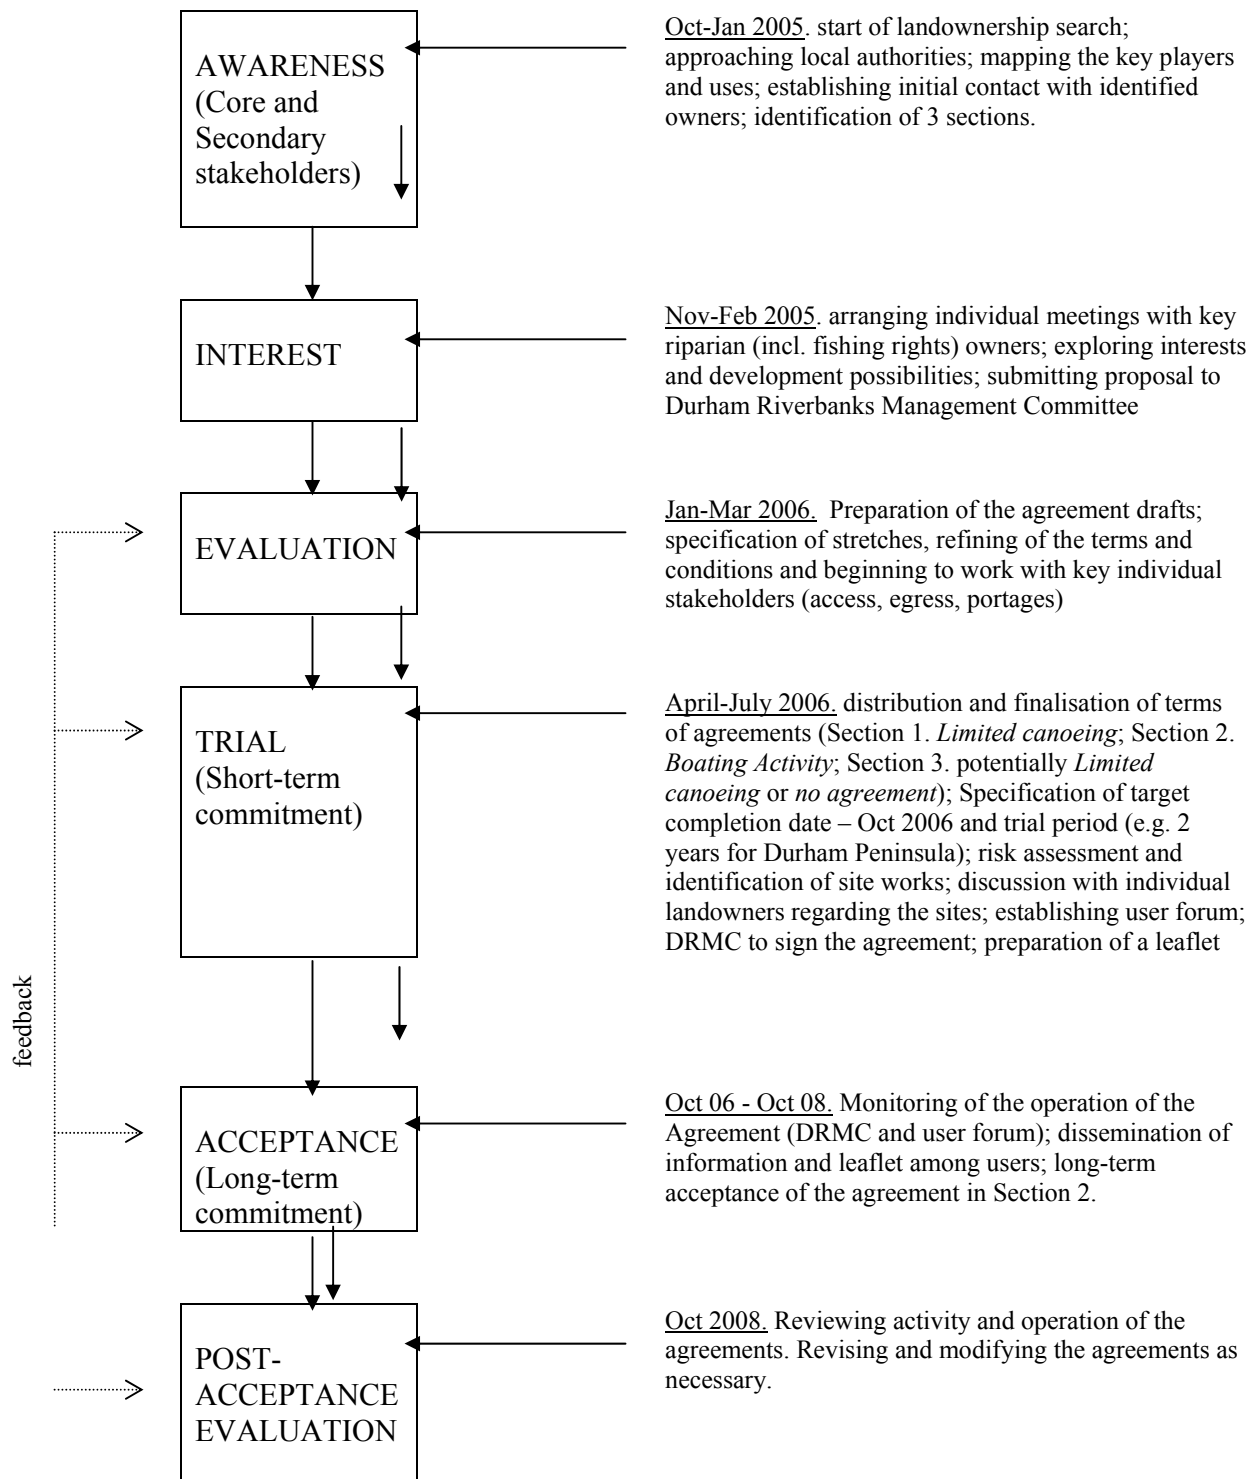 AWARENESS
(Core and
Secondary
stakeholders)
Oct-Jan 2005. start of landownership search;
approaching local authorities; mapping the key players
and uses; establishing initial contact with identified
owners; identification of 3 sections.
INTEREST
Nov-Feb 2005. arranging individual meetings with key
riparian (incl. fishing rights) owners; exploring interests
and development possibilities; submitting proposal to
Durham Riverbanks Management Committee
EVALUATION
Jan-Mar 2006. Preparation of the agreement drafts;
specification of stretches, refining of the terms and
conditions and beginning to work with key individual
stakeholders (access, egress, portages)
TRIAL
(Short-term
commitment)
April-July 2006. distribution and finalisation of terms
of agreements (Section 1. Limited canoeing; Section 2.
Boating Activity; Section 3. potentially Limited
canoeing or no agreement); Specification of target
completion date – Oct 2006 and trial period (e.g. 2
years for Durham Peninsula); risk assessment and
identification of site works; discussion with individual
landowners regarding the sites; establishing user forum;
DRMC to sign the agreement; preparation of a leaflet
feedback
ACCEPTANCE
(Long-term
commitment)
Oct 06 - Oct 08. Monitoring of the operation of the
Agreement (DRMC and user forum); dissemination of
information and leaflet among users; long-term
acceptance of the agreement in Section 2.
POST-
ACCEPTANCE
EVALUATION
Oct 2008. Reviewing activity and operation of the
agreements. Revising and modifying the agreements as
necessary.